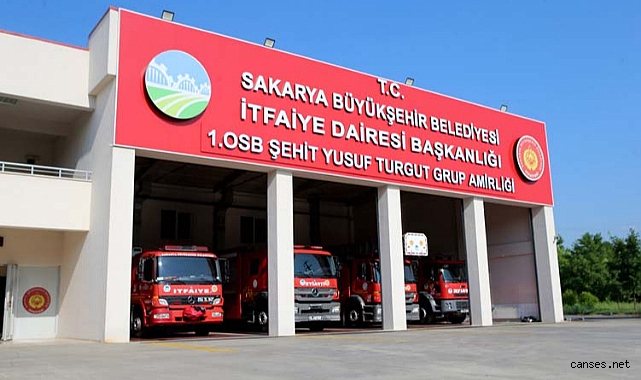 T.C.
SAKARYA BÜYÜKŞEHİR BELEDİYESİ
İTFAİYE DAİRESİ BAŞKANLIĞI
1.OSB ŞEHİT YUSUF TURGUT GRUP AMİRLİĞİ
İTFAİYE
canses.net